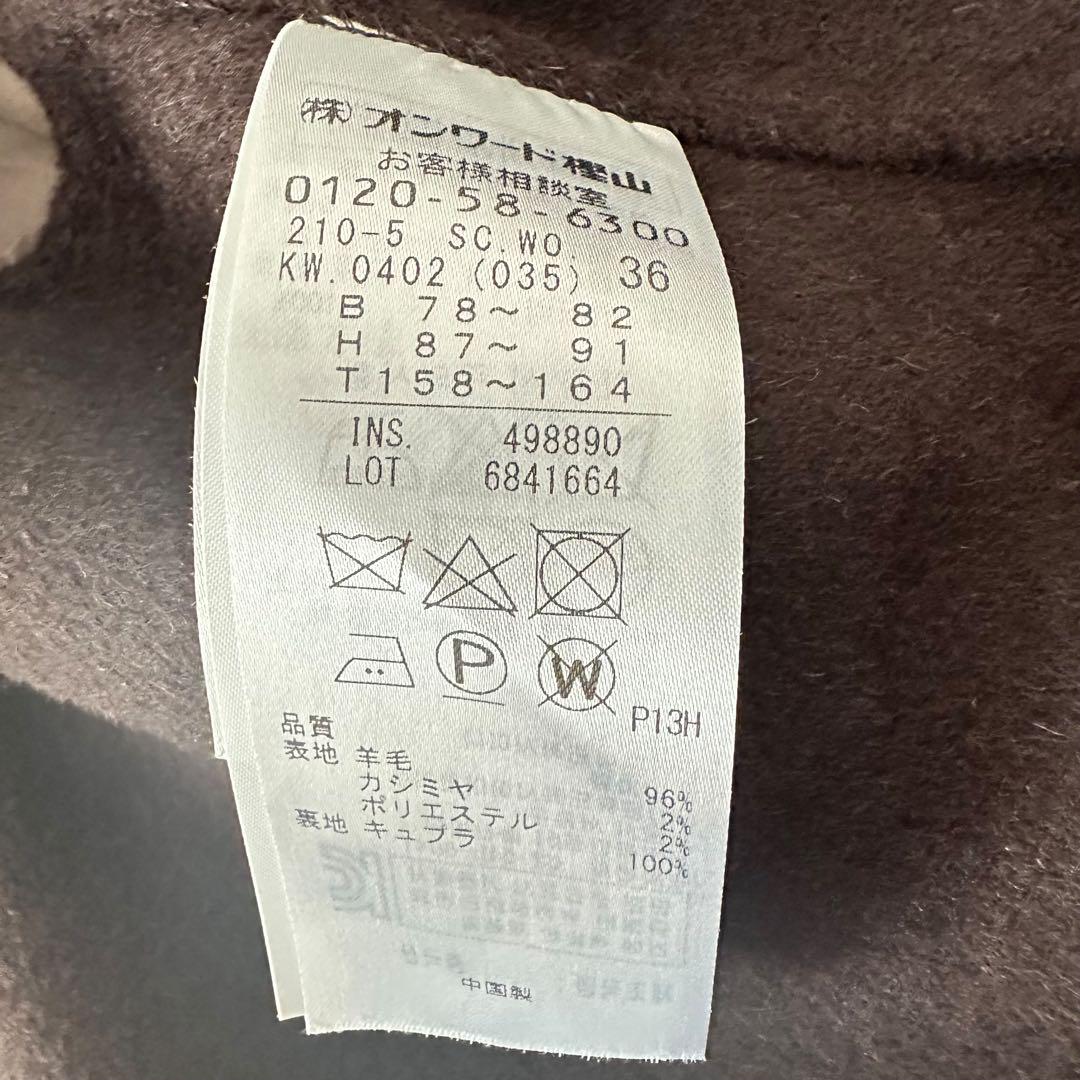 (株)オンワード樫山
お客様相談室
0120-58-6300
210-5 SC.WO.
KW.0402 (035) 36
B 78～ 82
H 87～ 91
T158～164
INS. 498890
LOT 6841664
P
W
P13H
品質
表地 羊毛 96%
カシミヤ 2%
ポリエステル 2%
裏地 キュプラ 100%
中国製